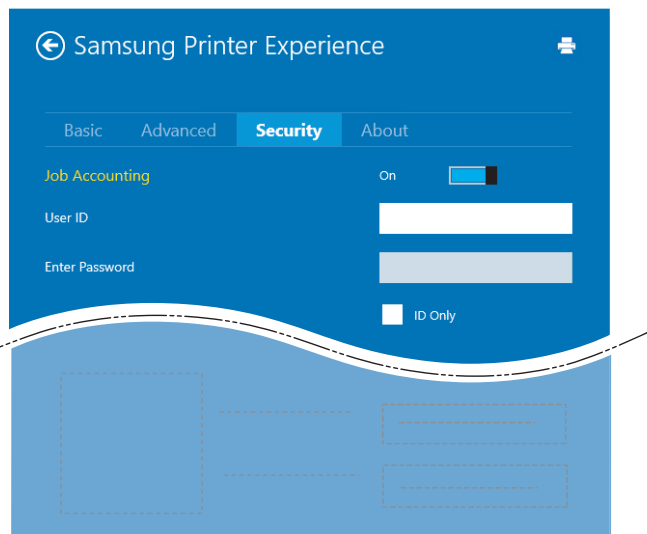 Samsung Printer Experience
Basic Advanced Security About
Job Accounting On
User ID
Enter Password
ID Only